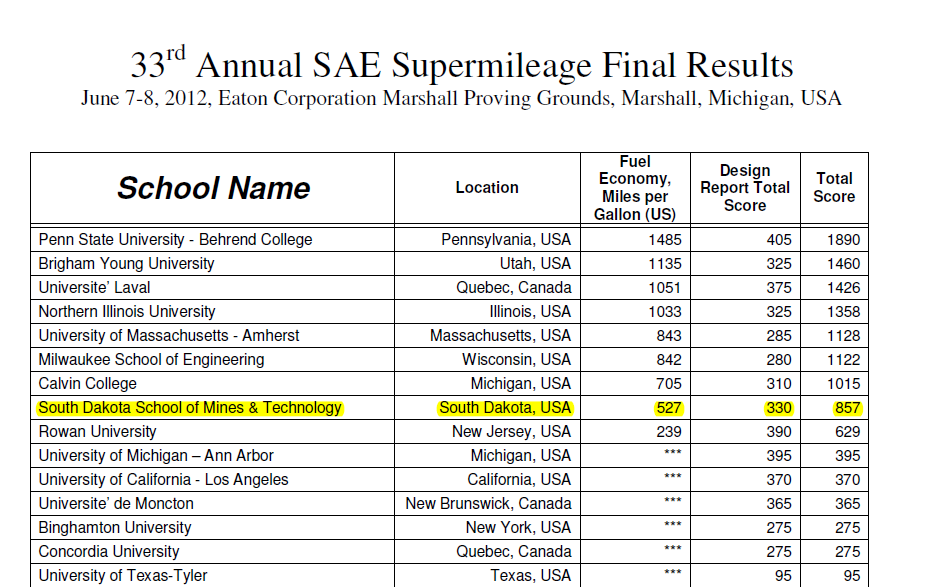 33rd Annual SAE Supermileage Final Results
June 7-8, 2012, Eaton Corporation Marshall Proving Grounds, Marshall, Michigan, USA
School Name Location Fuel Economy, Miles per Gallon (US) Design Report Total Score Total Score
Penn State University - Behrend College Pennsylvania, USA 1485 405 1890
Brigham Young University Utah, USA 1135 325 1460
Universite’ Laval Quebec, Canada 1051 375 1426
Northern Illinois University Illinois, USA 1033 325 1358
University of Massachusetts - Amherst Massachusetts, USA 843 285 1128
Milwaukee School of Engineering Wisconsin, USA 842 280 1122
Calvin College Michigan, USA 705 310 1015
South Dakota School of Mines & Technology South Dakota, USA 527 330 857
Rowan University New Jersey, USA 239 390 629
University of Michigan – Ann Arbor Michigan, USA *** 395 395
University of California - Los Angeles California, USA *** 370 370
Universite’ de Moncton New Brunswick, Canada *** 365 365
Binghamton University New York, USA *** 275 275
Concordia University Quebec, Canada *** 275 275
University of Texas-Tyler Texas, USA *** 95 95